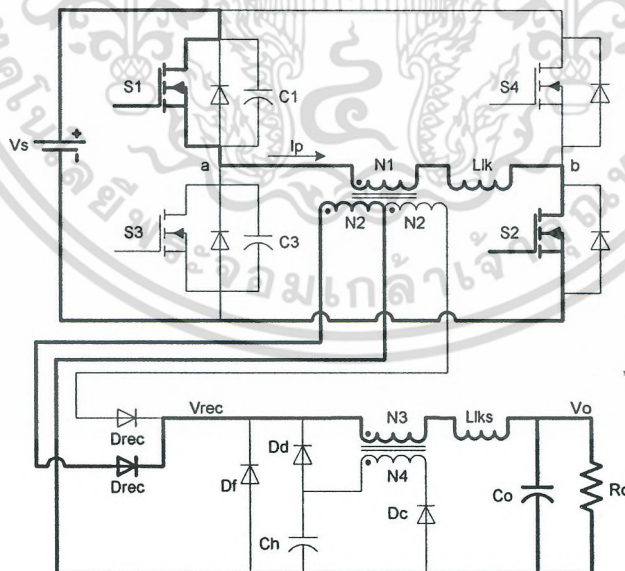 S1
C1
S4
Vs
+
-
a
Ip
N1
Llk
b
S3
C3
N2
N2
S2
Vrec
Drec
Drec
Df
Dd
Ch
N3
N4
Dc
Llks
Vo
Co